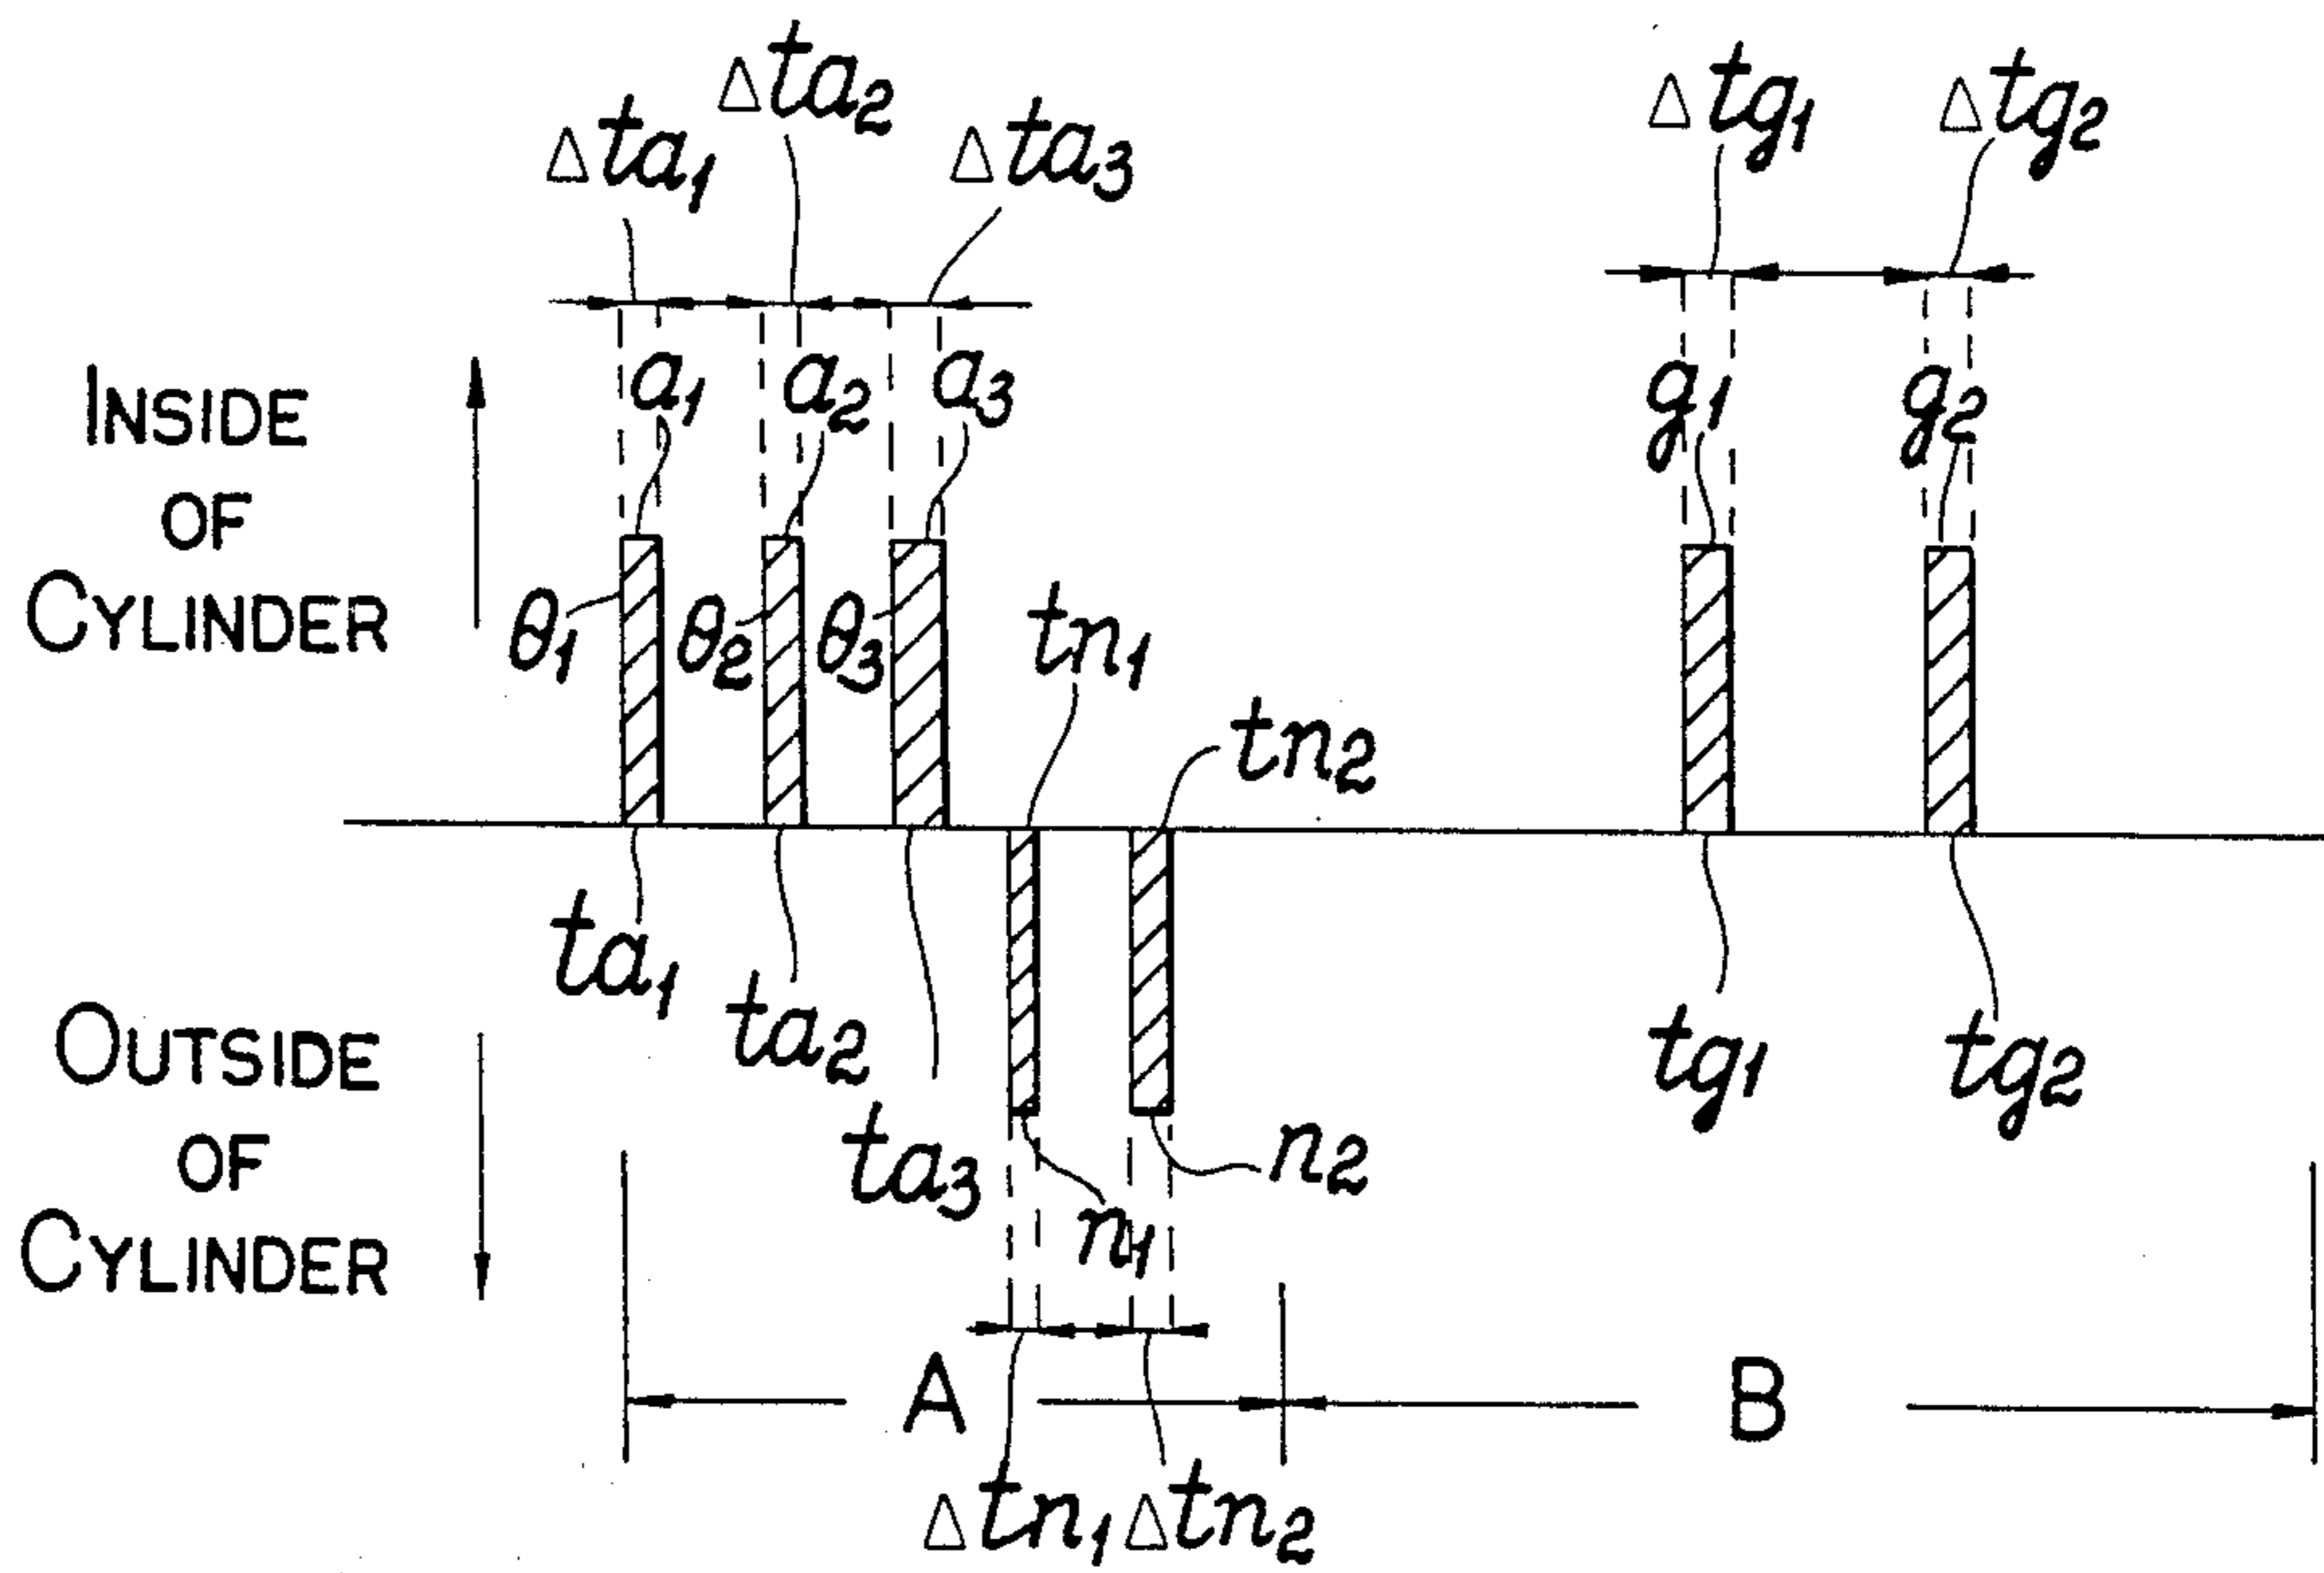 Δta1
Δta2
Δta3
Δtg1
Δtg2
a1
a2
a3
g1
g2
INSIDE
OF
CYLINDER
θ1
θ2
θ3
tn1
tn2
ta1
ta2
ta3
tg1
tg2
OUTSIDE
OF
CYLINDER
n1
n2
A
B
Δtn1
Δtn2